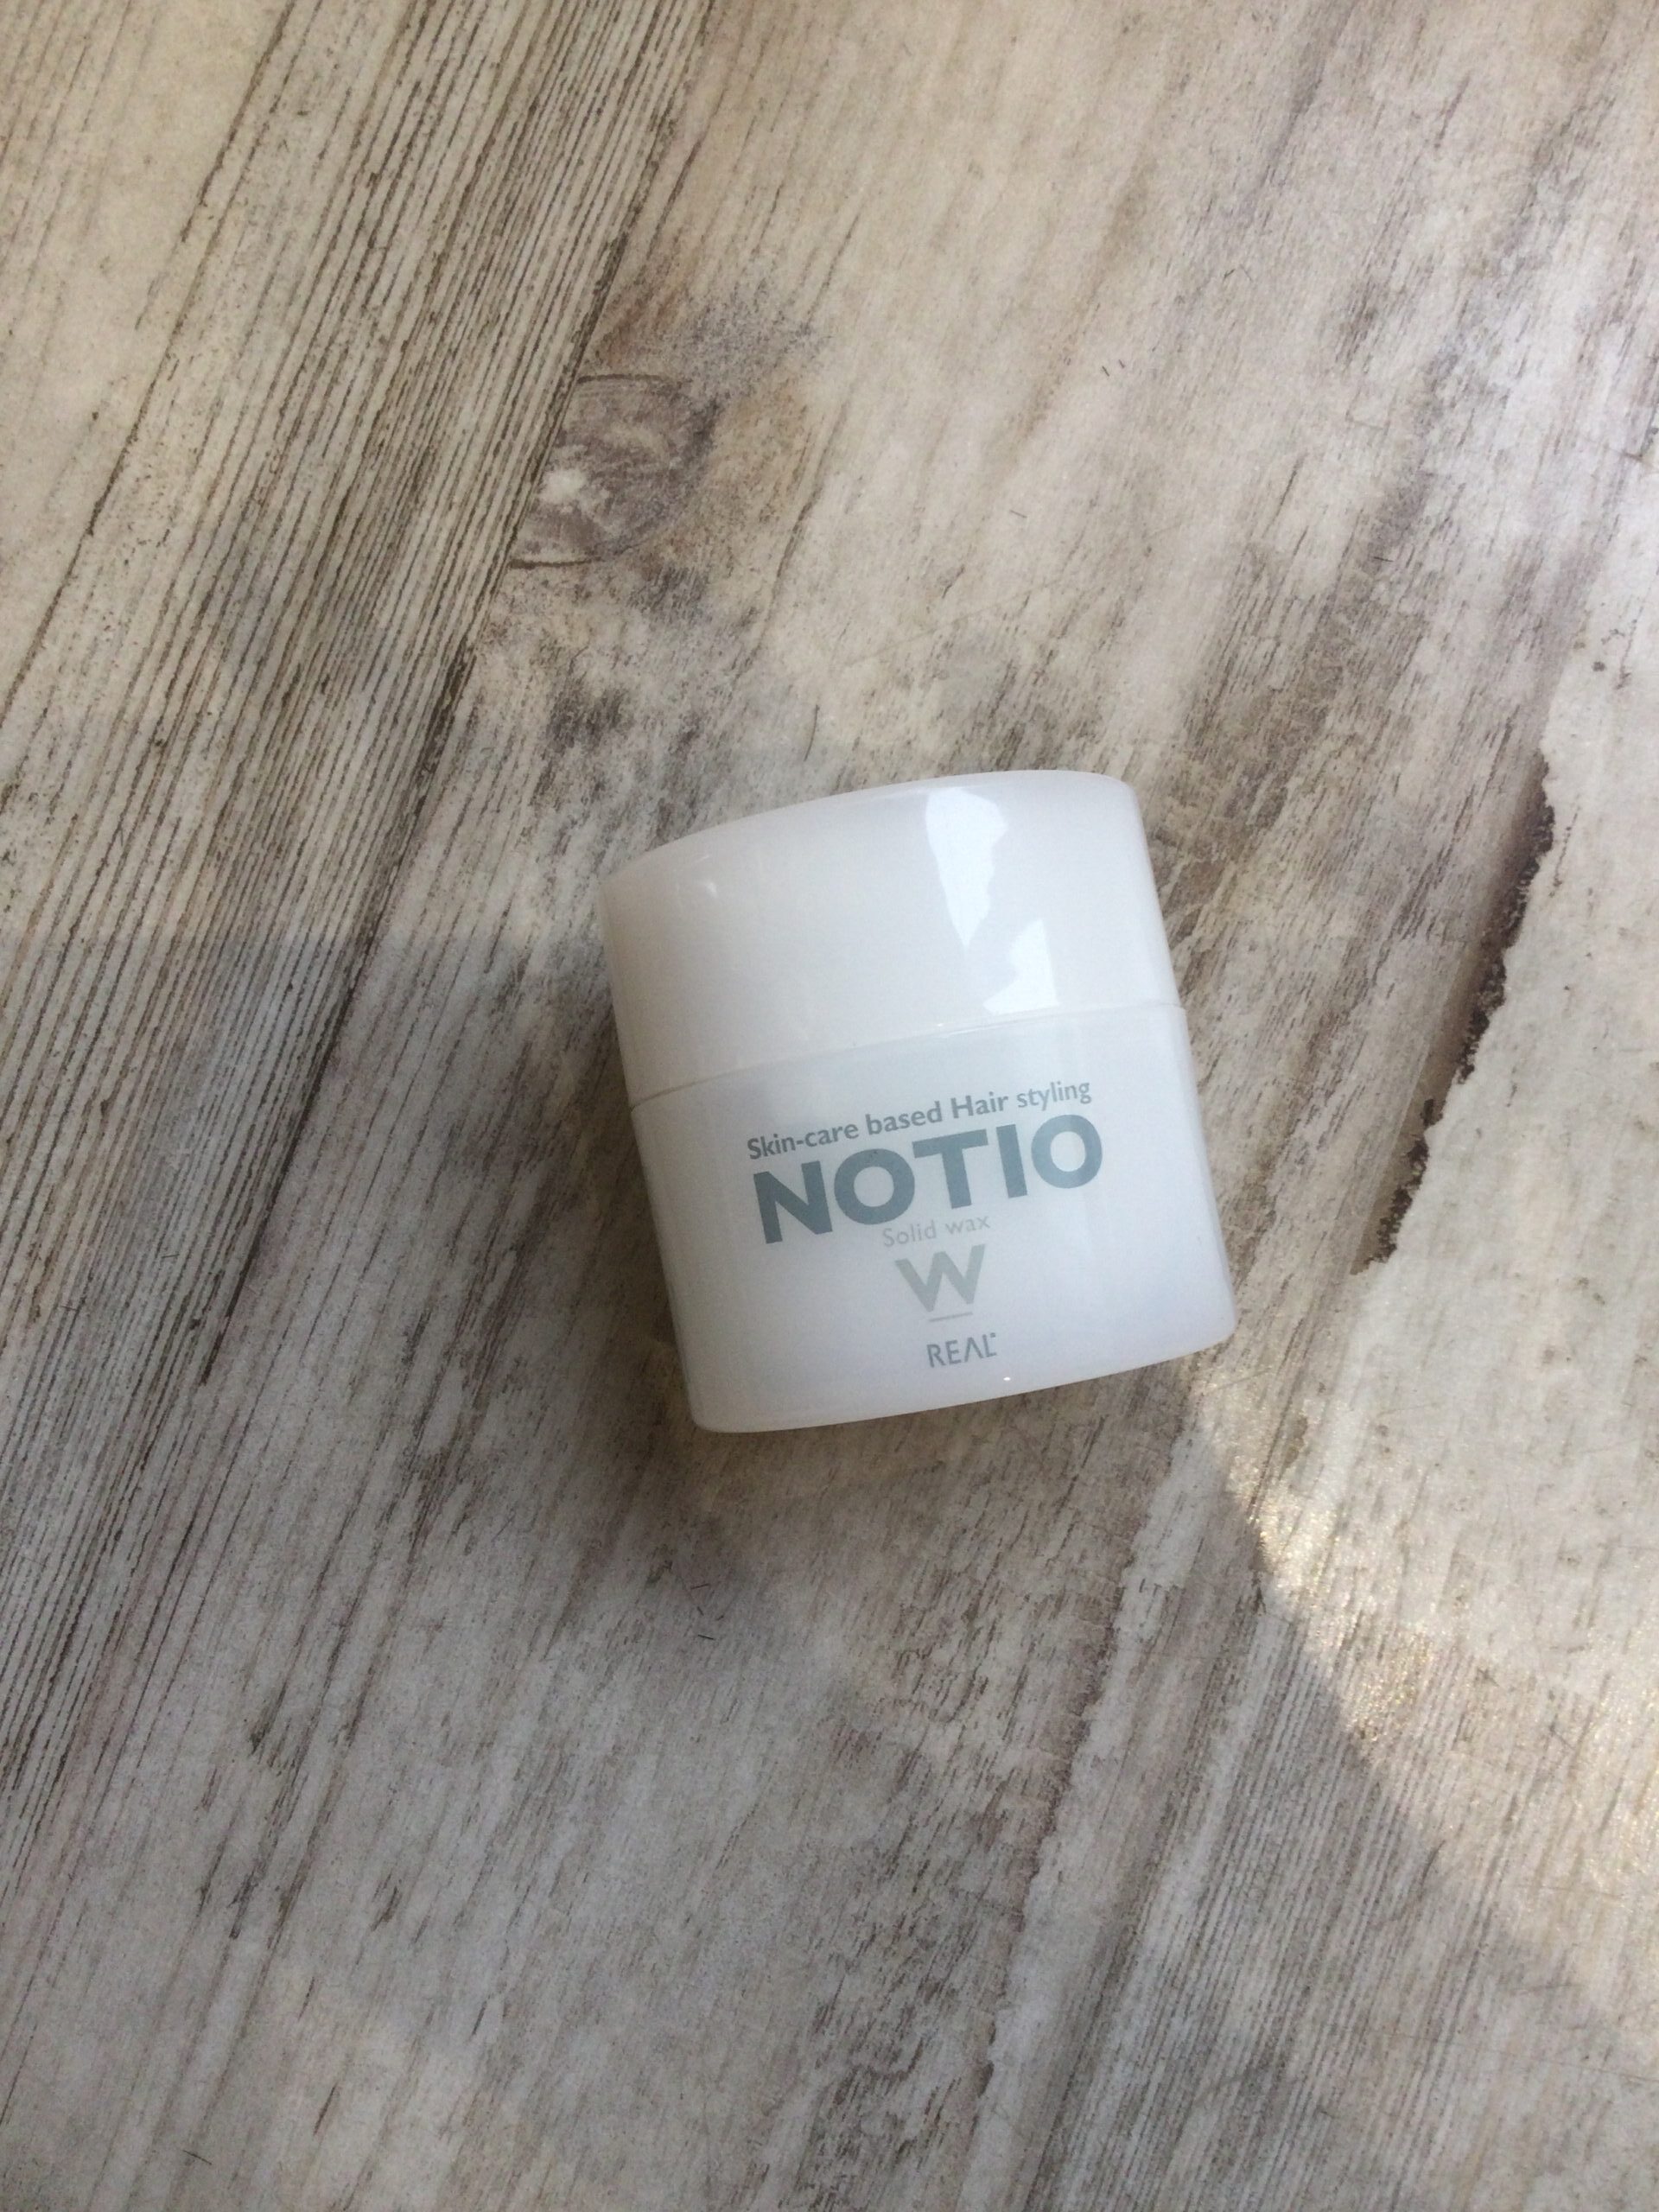 Skin-care based Hair styling
NOTIO
Solid wax
W
REAL